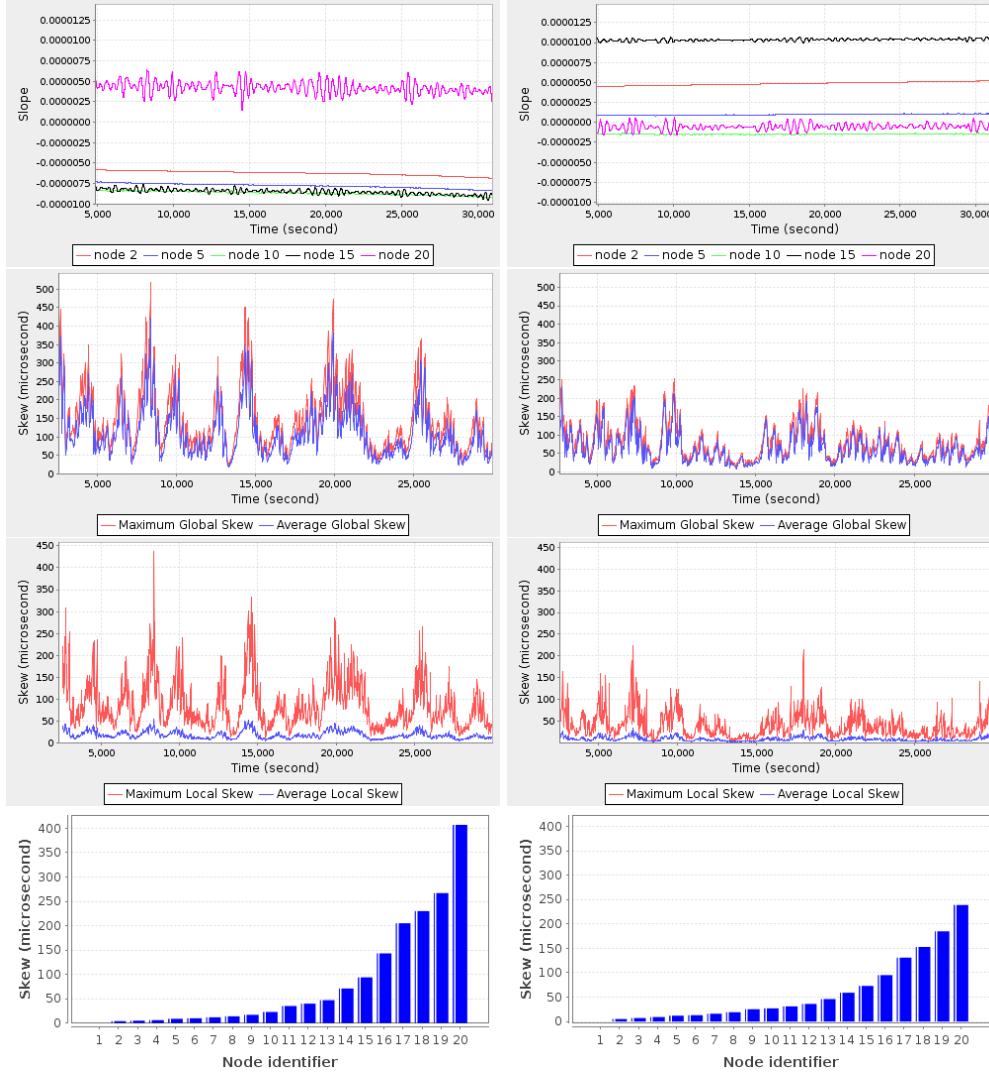 0.0000125
0.0000100
0.0000075
0.0000050
0.0000025
0.0000000
-0.0000025
-0.0000050
-0.0000075
-0.0000100
Slope
5,000 10,000 15,000 20,000 25,000 30,000
Time (second)
node 2 node 5 node 10 node 15 node 20
0.0000125
0.0000100
0.0000075
0.0000050
0.0000025
0.0000000
-0.0000025
-0.0000050
-0.0000075
-0.0000100
Slope
5,000 10,000 15,000 20,000 25,000 30,000
Time (second)
node 2 node 5 node 10 node 15 node 20
500
450
400
350
300
250
200
150
100
50
0
Skew (microsecond)
5,000 10,000 15,000 20,000 25,000
Time (second)
Maximum Global Skew Average Global Skew
500
450
400
350
300
250
200
150
100
50
0
Skew (microsecond)
5,000 10,000 15,000 20,000 25,000
Time (second)
Maximum Global Skew Average Global Skew
450
400
350
300
250
200
150
100
50
0
Skew (microsecond)
5,000 10,000 15,000 20,000 25,000
Time (second)
Maximum Local Skew Average Local Skew
450
400
350
300
250
200
150
100
50
0
Skew (microsecond)
5,000 10,000 15,000 20,000 25,000
Time (second)
Maximum Local Skew Average Local Skew
400
350
300
250
200
150
100
50
0
Skew (microsecond)
1 2 3 4 5 6 7 8 9 10 11 12 13 14 15 16 17 18 19 20
Node identifier
400
350
300
250
200
150
100
50
0
Skew (microsecond)
1 2 3 4 5 6 7 8 9 10 11 12 13 14 15 16 17 18 19 20
Node identifier